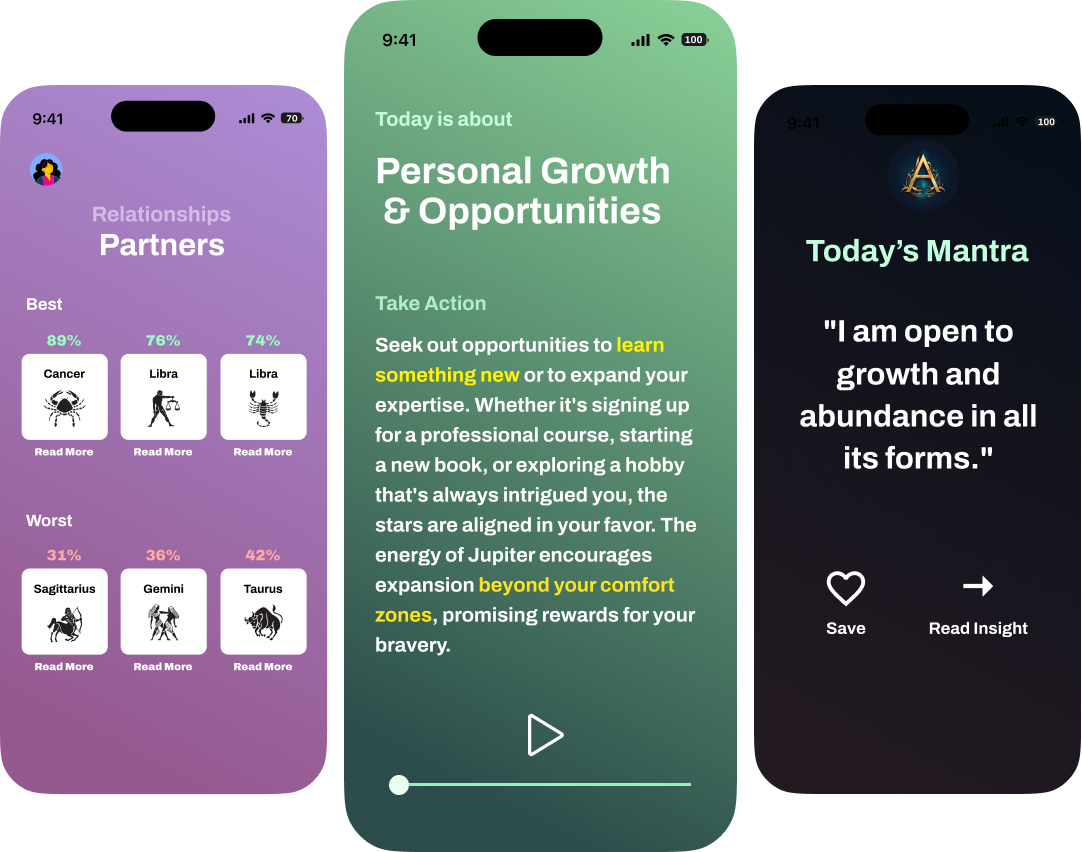 9:41
70
Relationships
Partners
Best
89% 76% 74%
Cancer Libra Libra
Read More Read More Read More
Worst
31% 36% 42%
Sagittarius Gemini Taurus
Read More Read More Read More
9:41
100
Today is about
Personal Growth
& Opportunities
Take Action
Seek out opportunities to learn
something new or to expand your
expertise. Whether it's signing up
for a professional course, starting
a new book, or exploring a hobby
that's always intrigued you, the
stars are aligned in your favor. The
energy of Jupiter encourages
expansion beyond your comfort
zones, promising rewards for your
bravery.
9:41
100
A
Today’s Mantra
"I am open to
growth and
abundance in all
its forms."
Save Read Insight